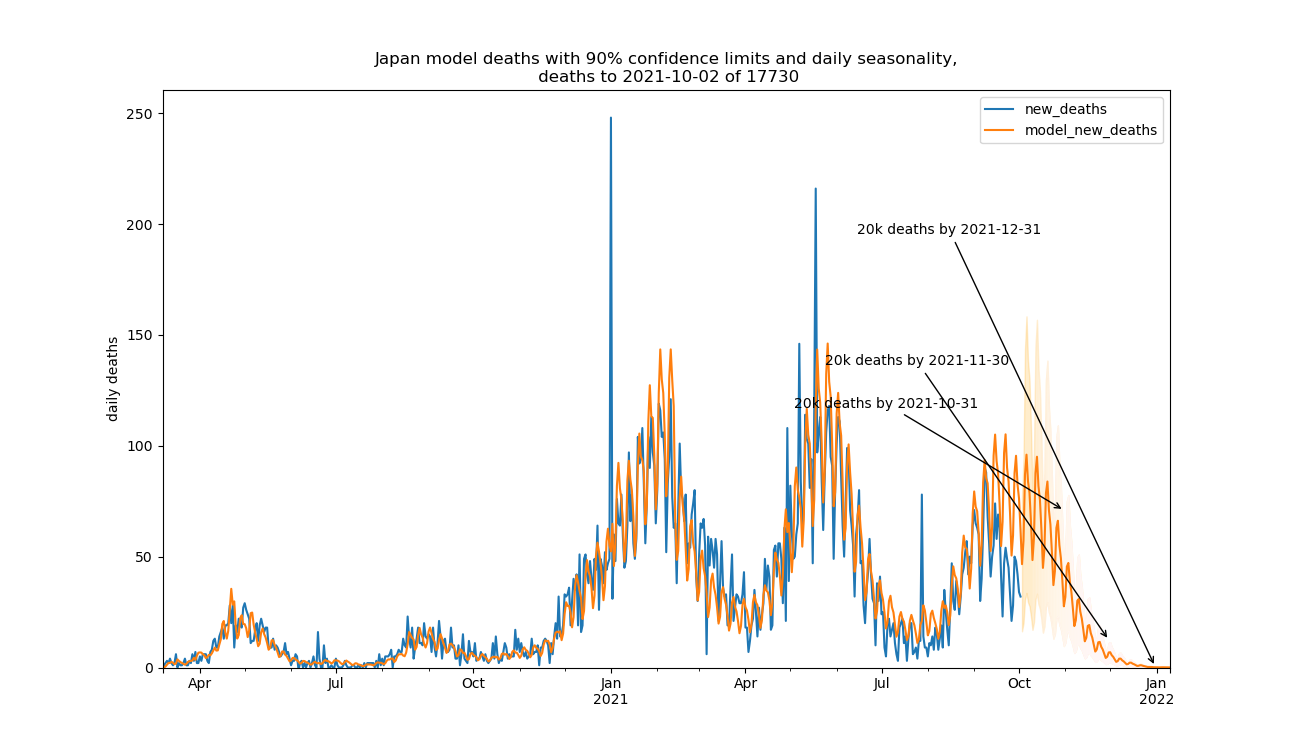 Japan model deaths with 90% confidence limits and daily seasonality,
deaths to 2021-10-02 of 17730
new_deaths
model_new_deaths
250
200
150
100
50
0
daily deaths
20k deaths by 2021-12-31
20k deaths by 2021-11-30
20k deaths by 2021-10-31
Apr
Jul
Oct
Jan
2021
Apr
Jul
Oct
Jan
2022